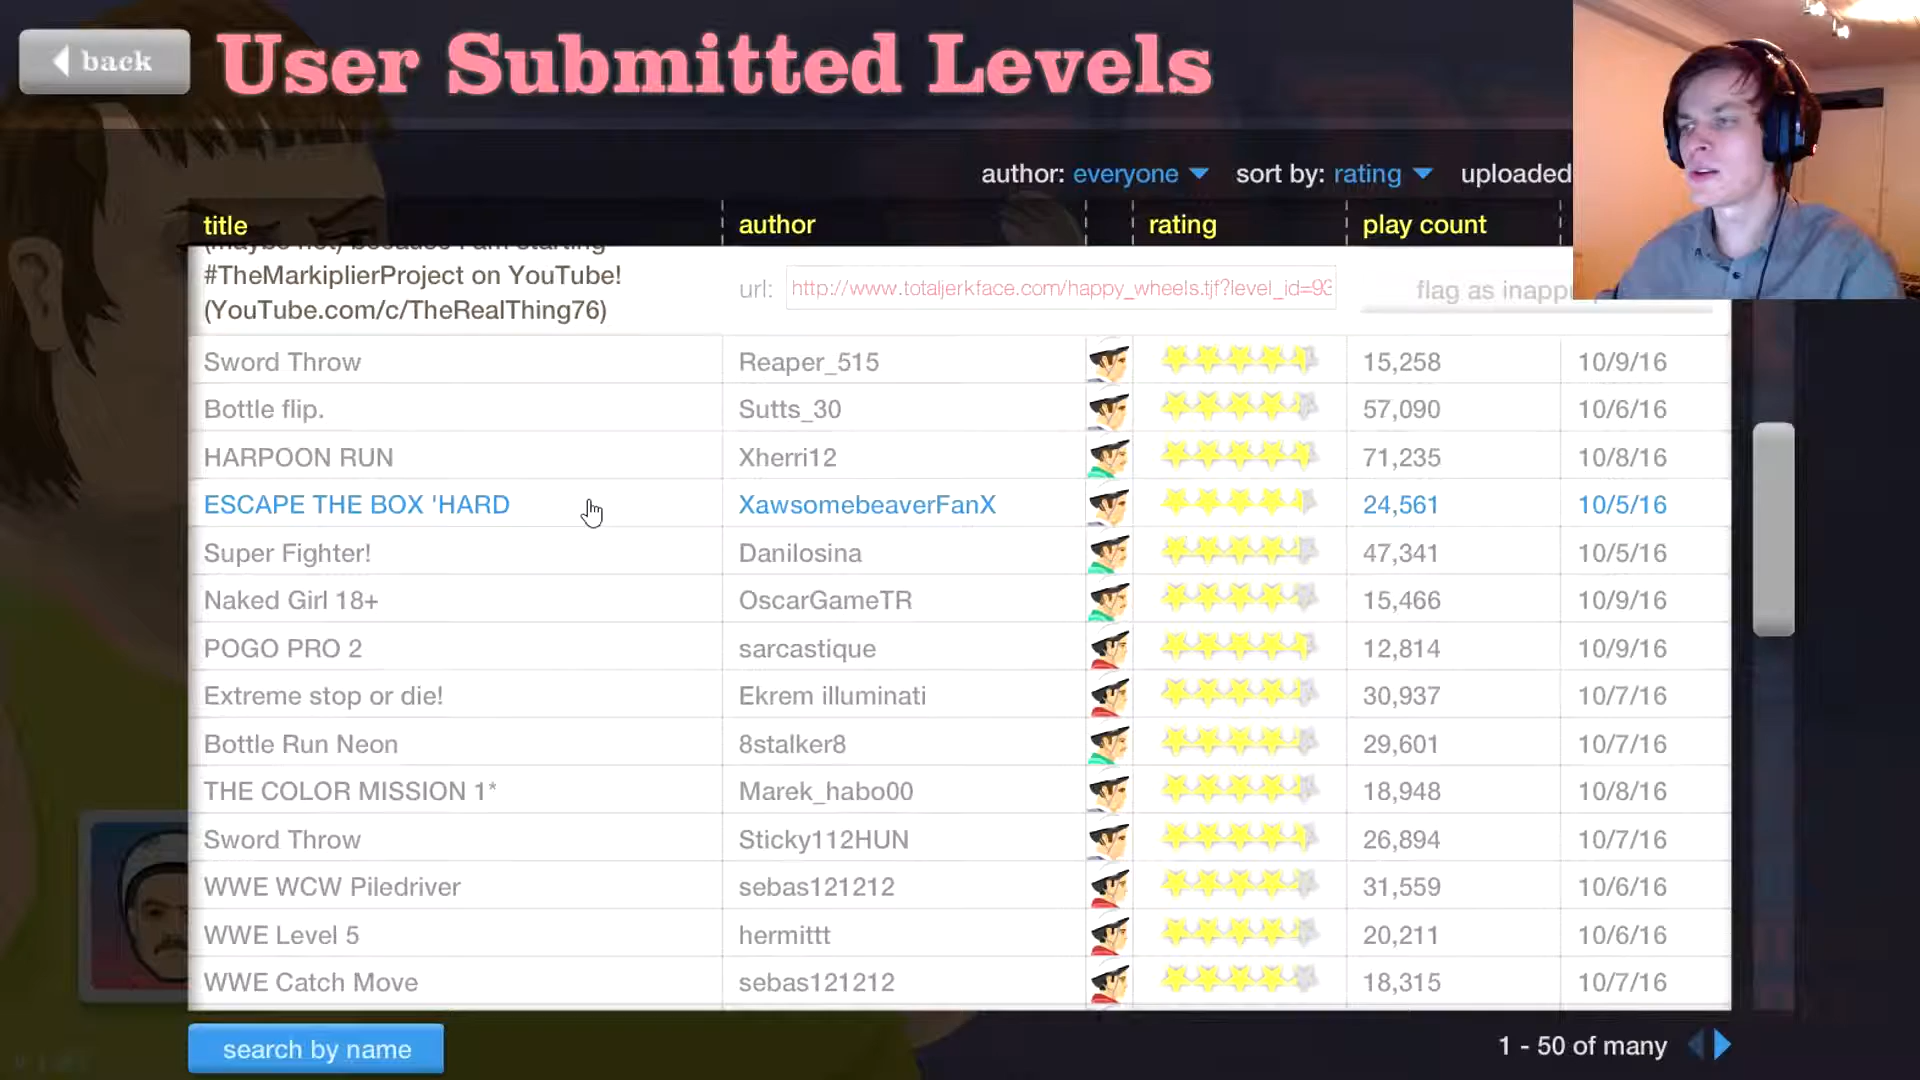 back
User Submitted Levels
author: everyone sort by: rating uploaded
title author rating play count
#TheMarkiplierProject on YouTube!
(YouTube.com/c/TheRealThing76)
url: http://www.totaljerkface.com/happy_wheels.tjf?level_id=93
flag as inapp
Sword Throw Reaper_515 15,258 10/9/16
Bottle flip. Sutts_30 57,090 10/6/16
HARPOON RUN Xherri12 71,235 10/8/16
ESCAPE THE BOX 'HARD XawsomebeaverFanX 24,561 10/5/16
Super Fighter! Danilosina 47,341 10/5/16
Naked Girl 18+ OscarGameTR 15,466 10/9/16
POGO PRO 2 sarcastique 12,814 10/9/16
Extreme stop or die! Ekrem illuminati 30,937 10/7/16
Bottle Run Neon 8stalker8 29,601 10/7/16
THE COLOR MISSION 1* Marek_habo00 18,948 10/8/16
Sword Throw Sticky112HUN 26,894 10/7/16
WWE WCW Piledriver sebas121212 31,559 10/6/16
WWE Level 5 hermittt 20,211 10/6/16
WWE Catch Move sebas121212 18,315 10/7/16
search by name
1 - 50 of many